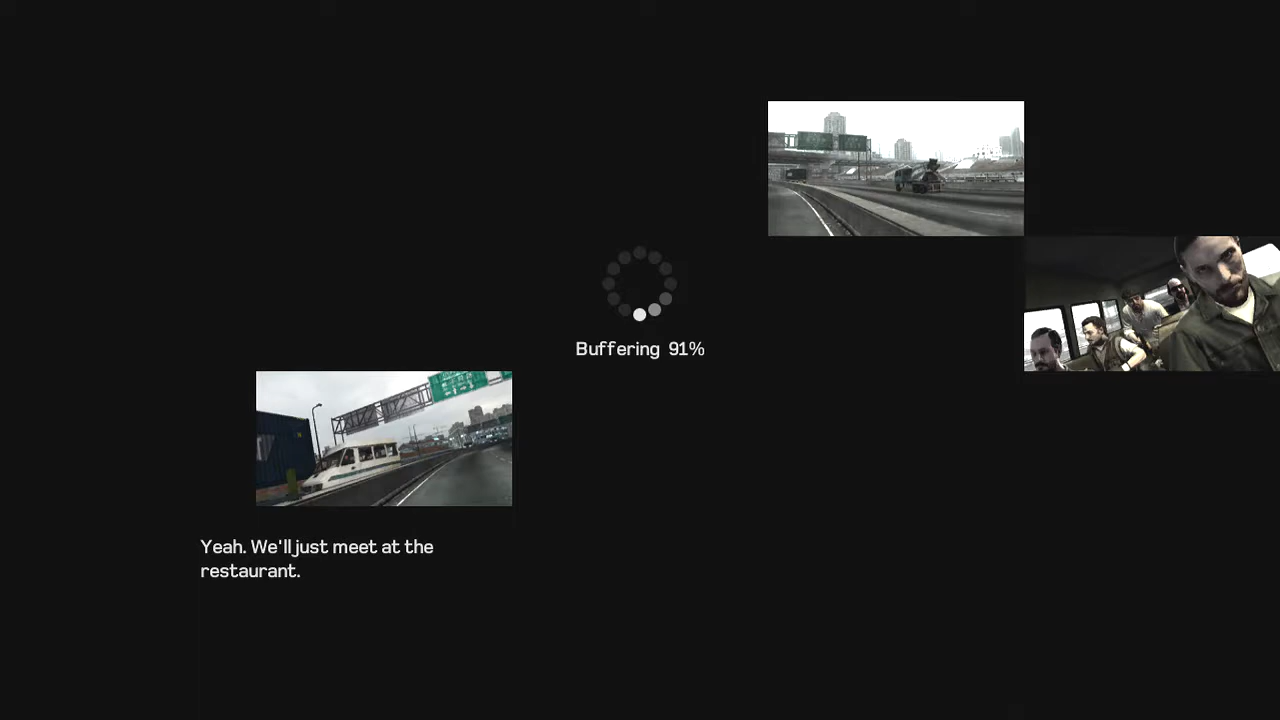 Buffering 91%
Yeah. We'll just meet at the
restaurant.